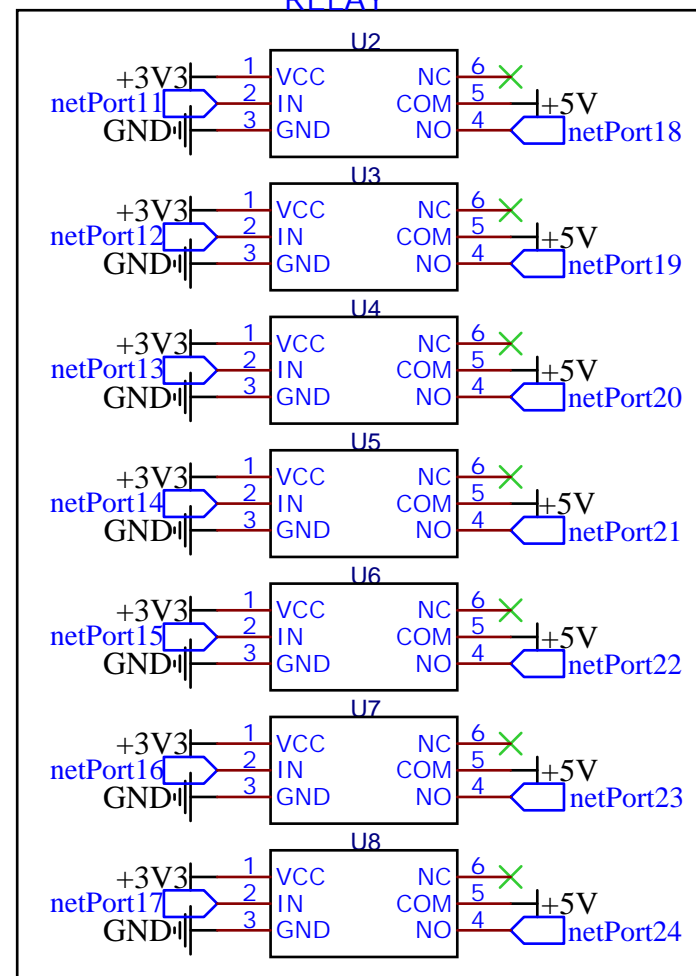 RELAY
U2
+3V3 1 VCC NC 6
netPort11 2 IN COM 5 +5V
GND 3 GND NO 4 netPort18
U3
+3V3 1 VCC NC 6
netPort12 2 IN COM 5 +5V
GND 3 GND NO 4 netPort19
U4
+3V3 1 VCC NC 6
netPort13 2 IN COM 5 +5V
GND 3 GND NO 4 netPort20
U5
+3V3 1 VCC NC 6
netPort14 2 IN COM 5 +5V
GND 3 GND NO 4 netPort21
U6
+3V3 1 VCC NC 6
netPort15 2 IN COM 5 +5V
GND 3 GND NO 4 netPort22
U7
+3V3 1 VCC NC 6
netPort16 2 IN COM 5 +5V
GND 3 GND NO 4 netPort23
U8
+3V3 1 VCC NC 6
netPort17 2 IN COM 5 +5V
GND 3 GND NO 4 netPort24